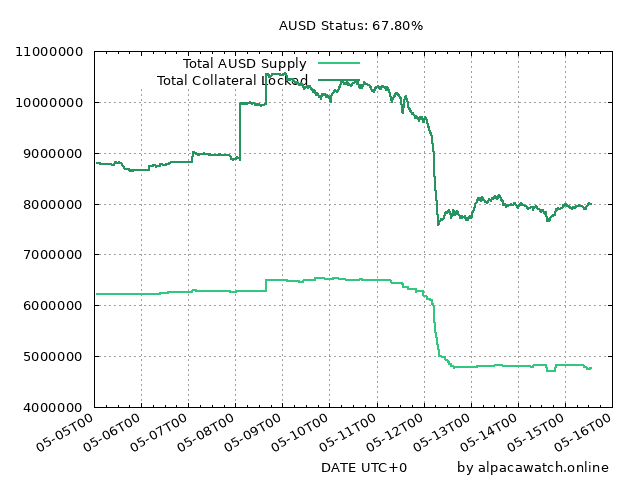 AUSD Status: 67.80%
11000000
10000000
9000000
8000000
7000000
6000000
5000000
4000000
Total AUSD Supply
Total Collateral Locked
05-05T00
05-06T00
05-07T00
05-08T00
05-09T00
05-10T00
05-11T00
05-12T00
05-13T00
05-14T00
05-15T00
05-16T00
DATE UTC+0
by alpacawatch.online